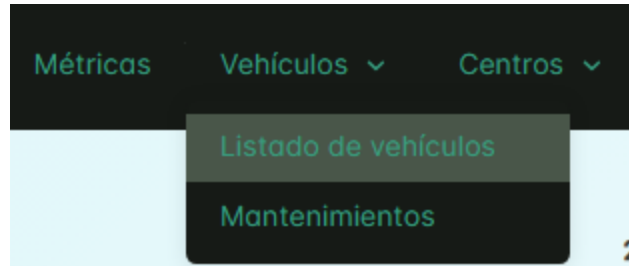 Métricas Vehículos Centros
Listado de vehículos
Mantenimientos